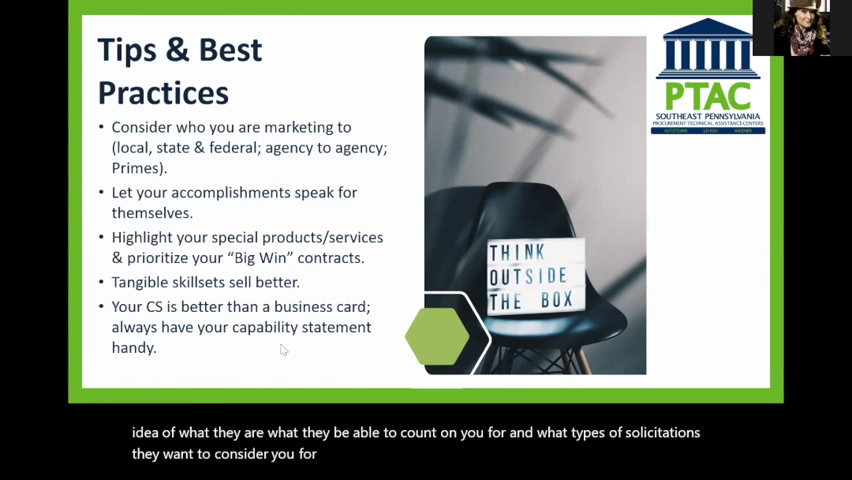 Tips & Best
Practices
• Consider who you are marketing to
(local, state & federal; agency to agency;
Primes).
• Let your accomplishments speak for
themselves.
• Highlight your special products/services
& prioritize your “Big Win” contracts.
• Tangible skillsets sell better.
• Your CS is better than a business card;
always have your capability statement
handy.
THINK
OUTSIDE
THE BOX
PTAC
SOUTHEAST PENNSYLVANIA
PROCUREMENT TECHNICAL ASSISTANCE CENTERS
KUTZTOWN LEHIGH WIDENER
idea of what they are what they be able to count on you for and what types of solicitations
they want to consider you for